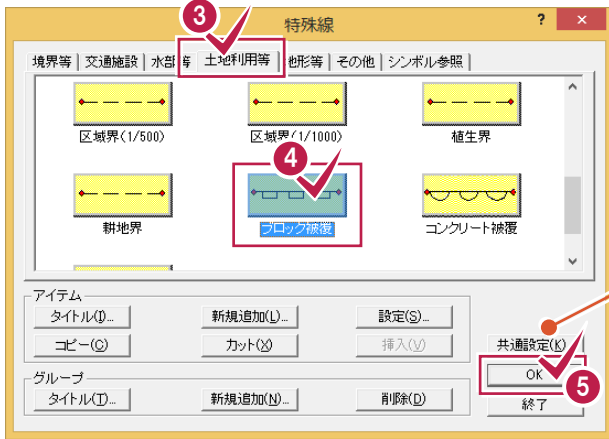 3
特殊線 ? ×
境界等 交通施設 水部等 土地利用等 地形等 その他 シンボル参照
区域界(1/500) 区域界(1/1000) 植生界
4
耕地界 ブロック被覆 コンクリート被覆
アイテム
タイトル(I)... 新規追加(L)... 設定(S)...
コピー(C) カット(X) 挿入(V) 共通設定(K)
グループ OK 5
タイトル(T)... 新規追加(N)... 削除(D) 終了